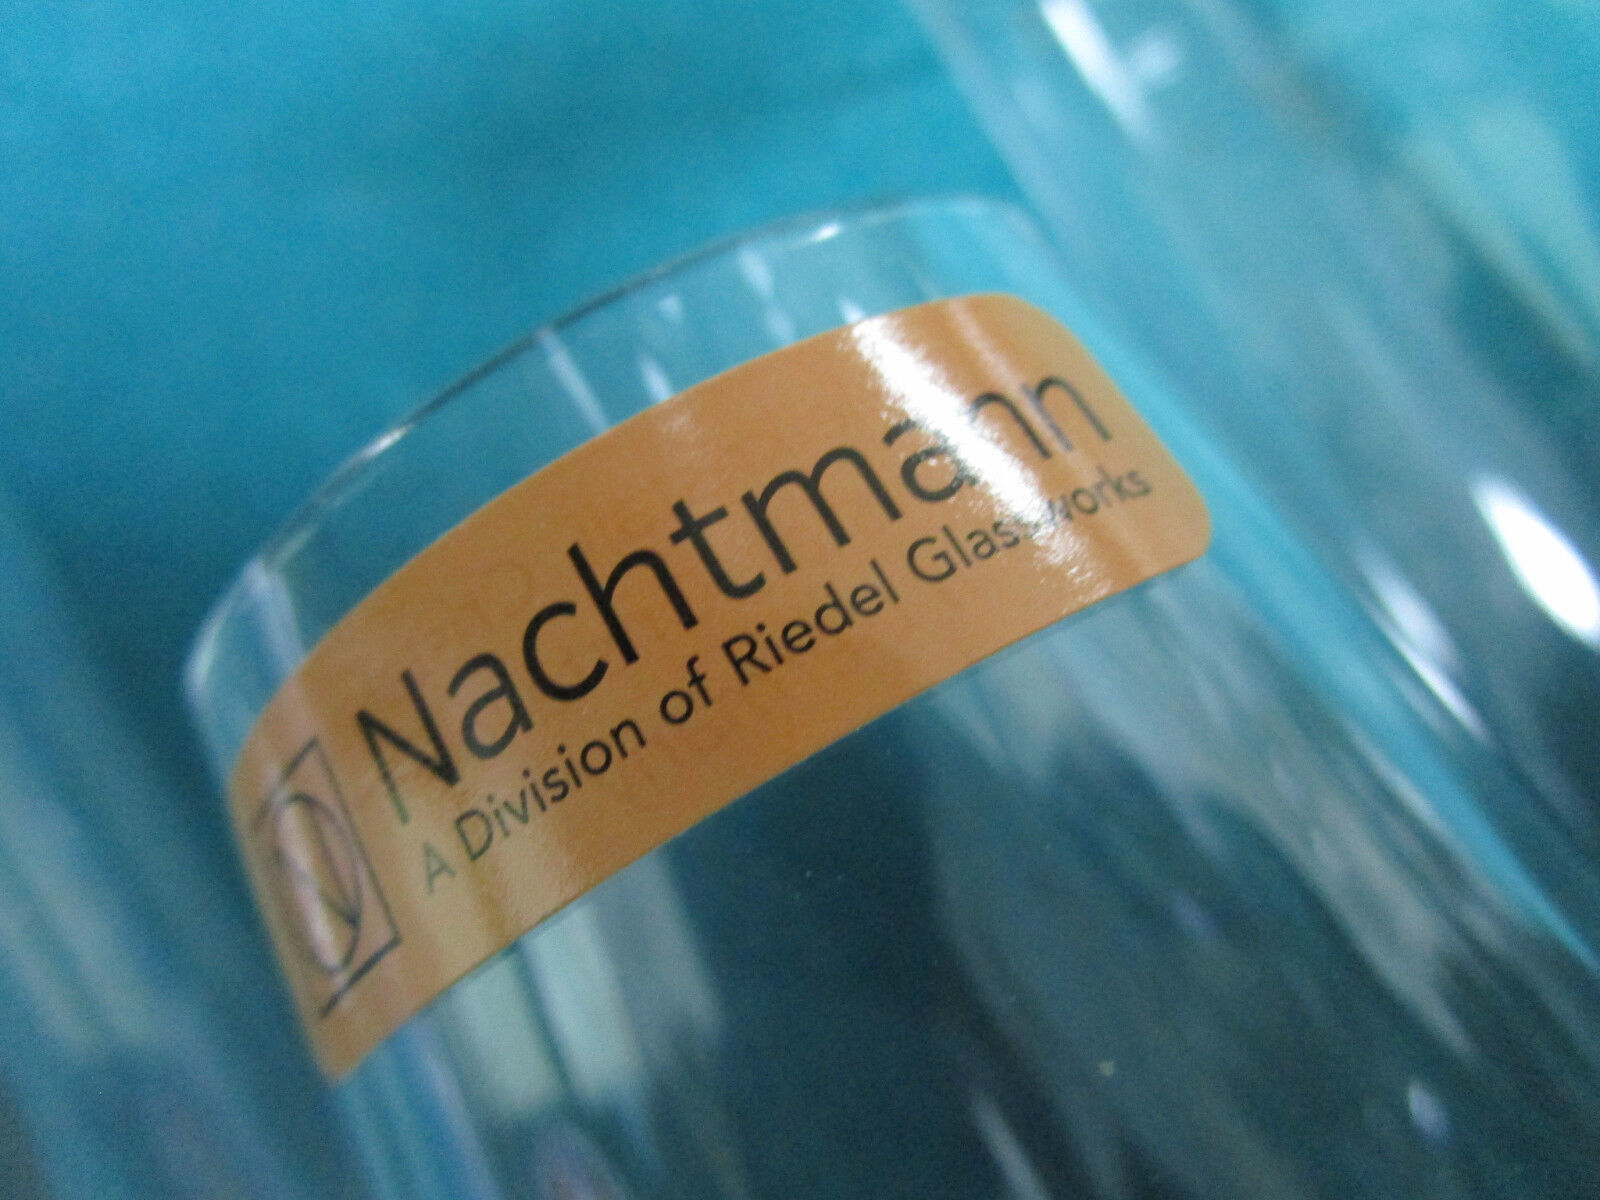 Nachtmann
A Division of Riedel Glassworks